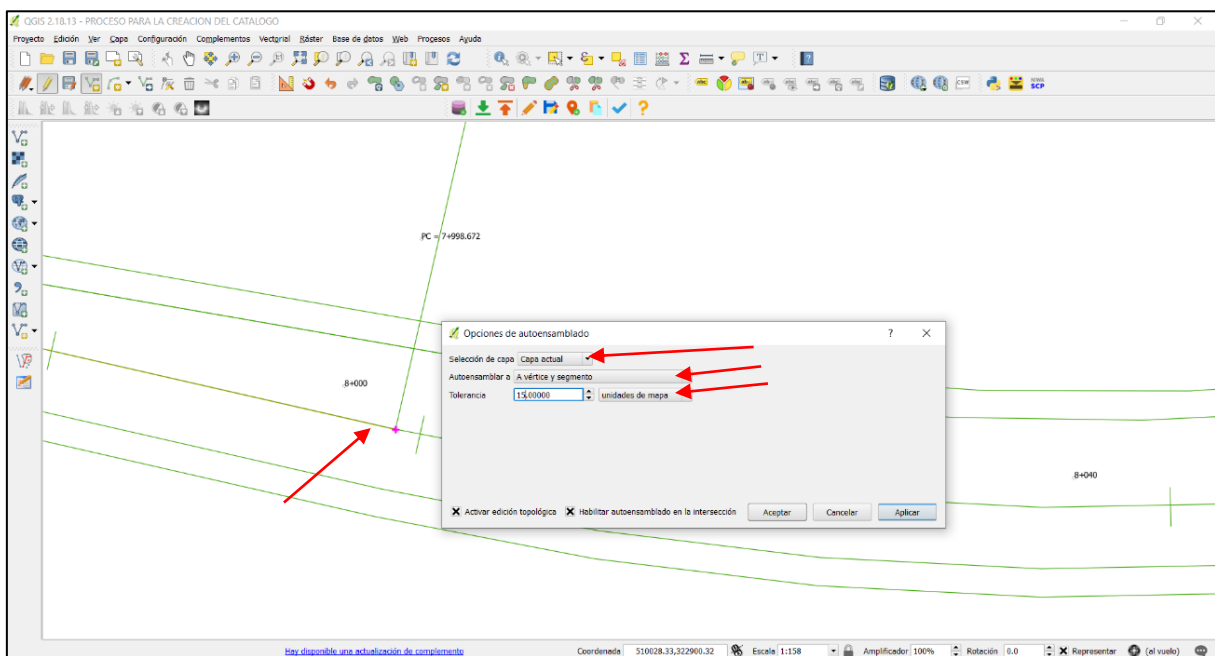 QGIS 2.18.13 - PROCESO PARA LA CREACION DEL CATALOGO
Proyecto Edición Ver Capa Configuración Complementos Vectorial Ráster Base de datos Web Procesos Ayuda
PC = 7+998.672
Opciones de autoensamblado ? ×
Selección de capa Capa actual
Autoensamblar a A vértice y segmento
Tolerancia 15,00000 unidades de mapa
8+000
8+040
Activar edición topológica Habilitar autoensamblado en la intersección Aceptar Cancelar Aplicar
Hay disponible una actualización de complemento Coordenada 510028.33,322900.32 Escala 1:158 Amplificador 100% Rotación 0.0 Representar (al vuelo)